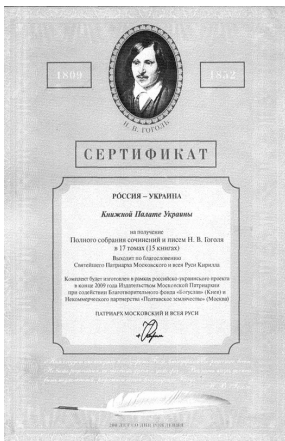 1809
1852
Н. В. ГОГОЛЬ
СЕРТИФИКАТ
РОССИЯ – УКРАИНА
Книжной Палате Украины
на получение
Полного собрания сочинений и писем Н. В. Гоголя
в 17 томах (15 книгах)
Выходит по благословению
Святейшего Патриарха Московского и всея Руси Кирилла
Комплект будет изготовлен в рамках российско-украинского проекта
в конце 2009 года Издательством Московской Патриархии
при содействии Благотворительного фонда «Богуслав» (Киев) и
Некоммерческого партнерства «Полтавское землячество» (Москва)
ПАТРИАРХ МОСКОВСКИЙ И ВСЕЯ РУСИ